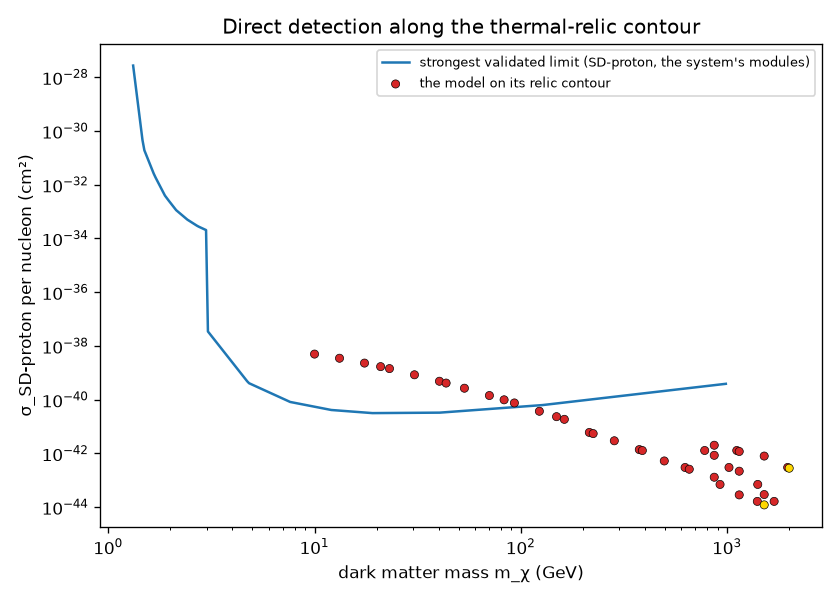 Direct detection along the thermal-relic contour
strongest validated limit (SD-proton, the system's modules)
the model on its relic contour
σ_SD-proton per nucleon (cm²)
10⁻²⁸
10⁻³⁰
10⁻³²
10⁻³⁴
10⁻³⁶
10⁻³⁸
10⁻⁴⁰
10⁻⁴²
10⁻⁴⁴
10⁰ 10¹ 10² 10³
dark matter mass m_χ (GeV)